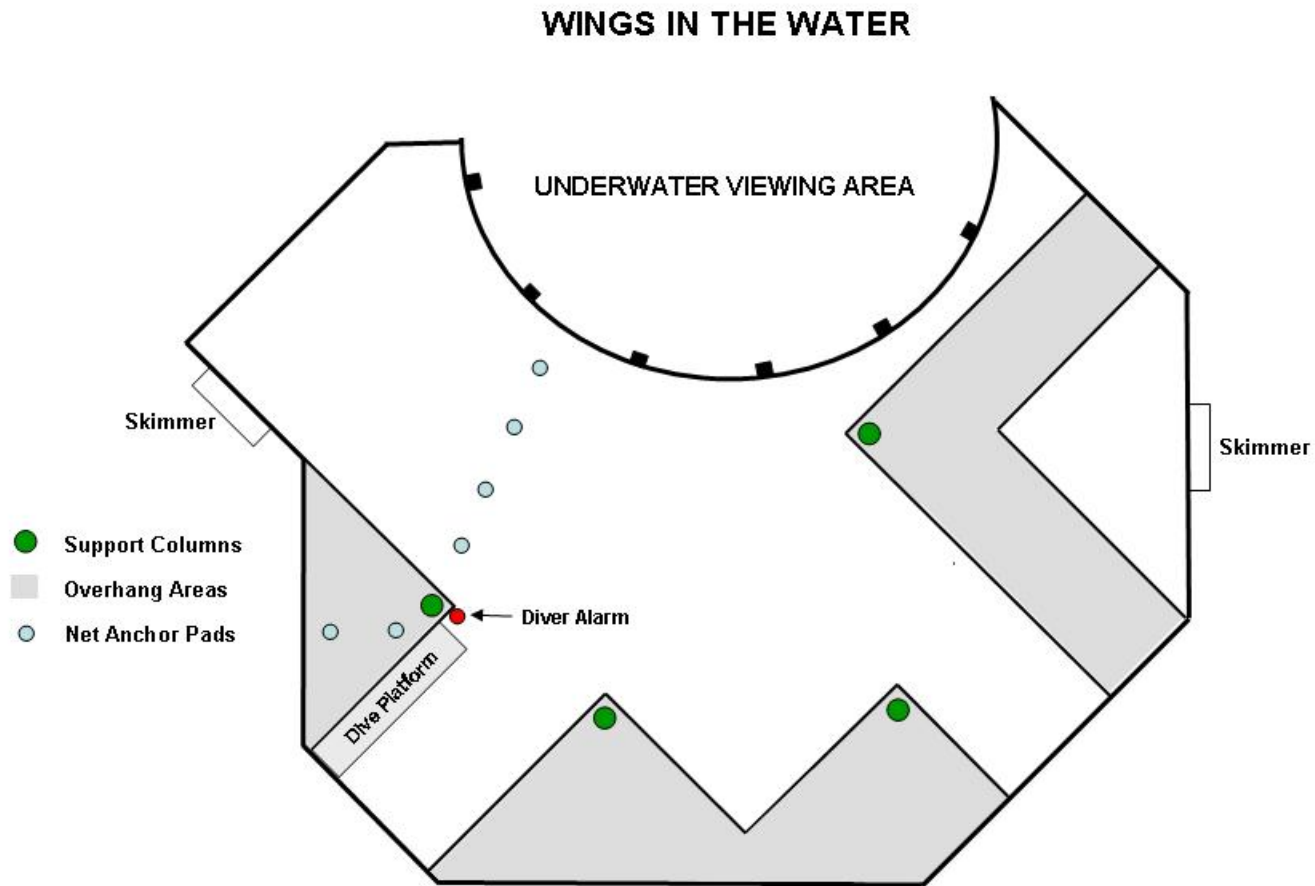 WINGS IN THE WATER
UNDERWATER VIEWING AREA
Skimmer
Skimmer
Support Columns
Overhang Areas
Net Anchor Pads
Diver Alarm
Dive Platform